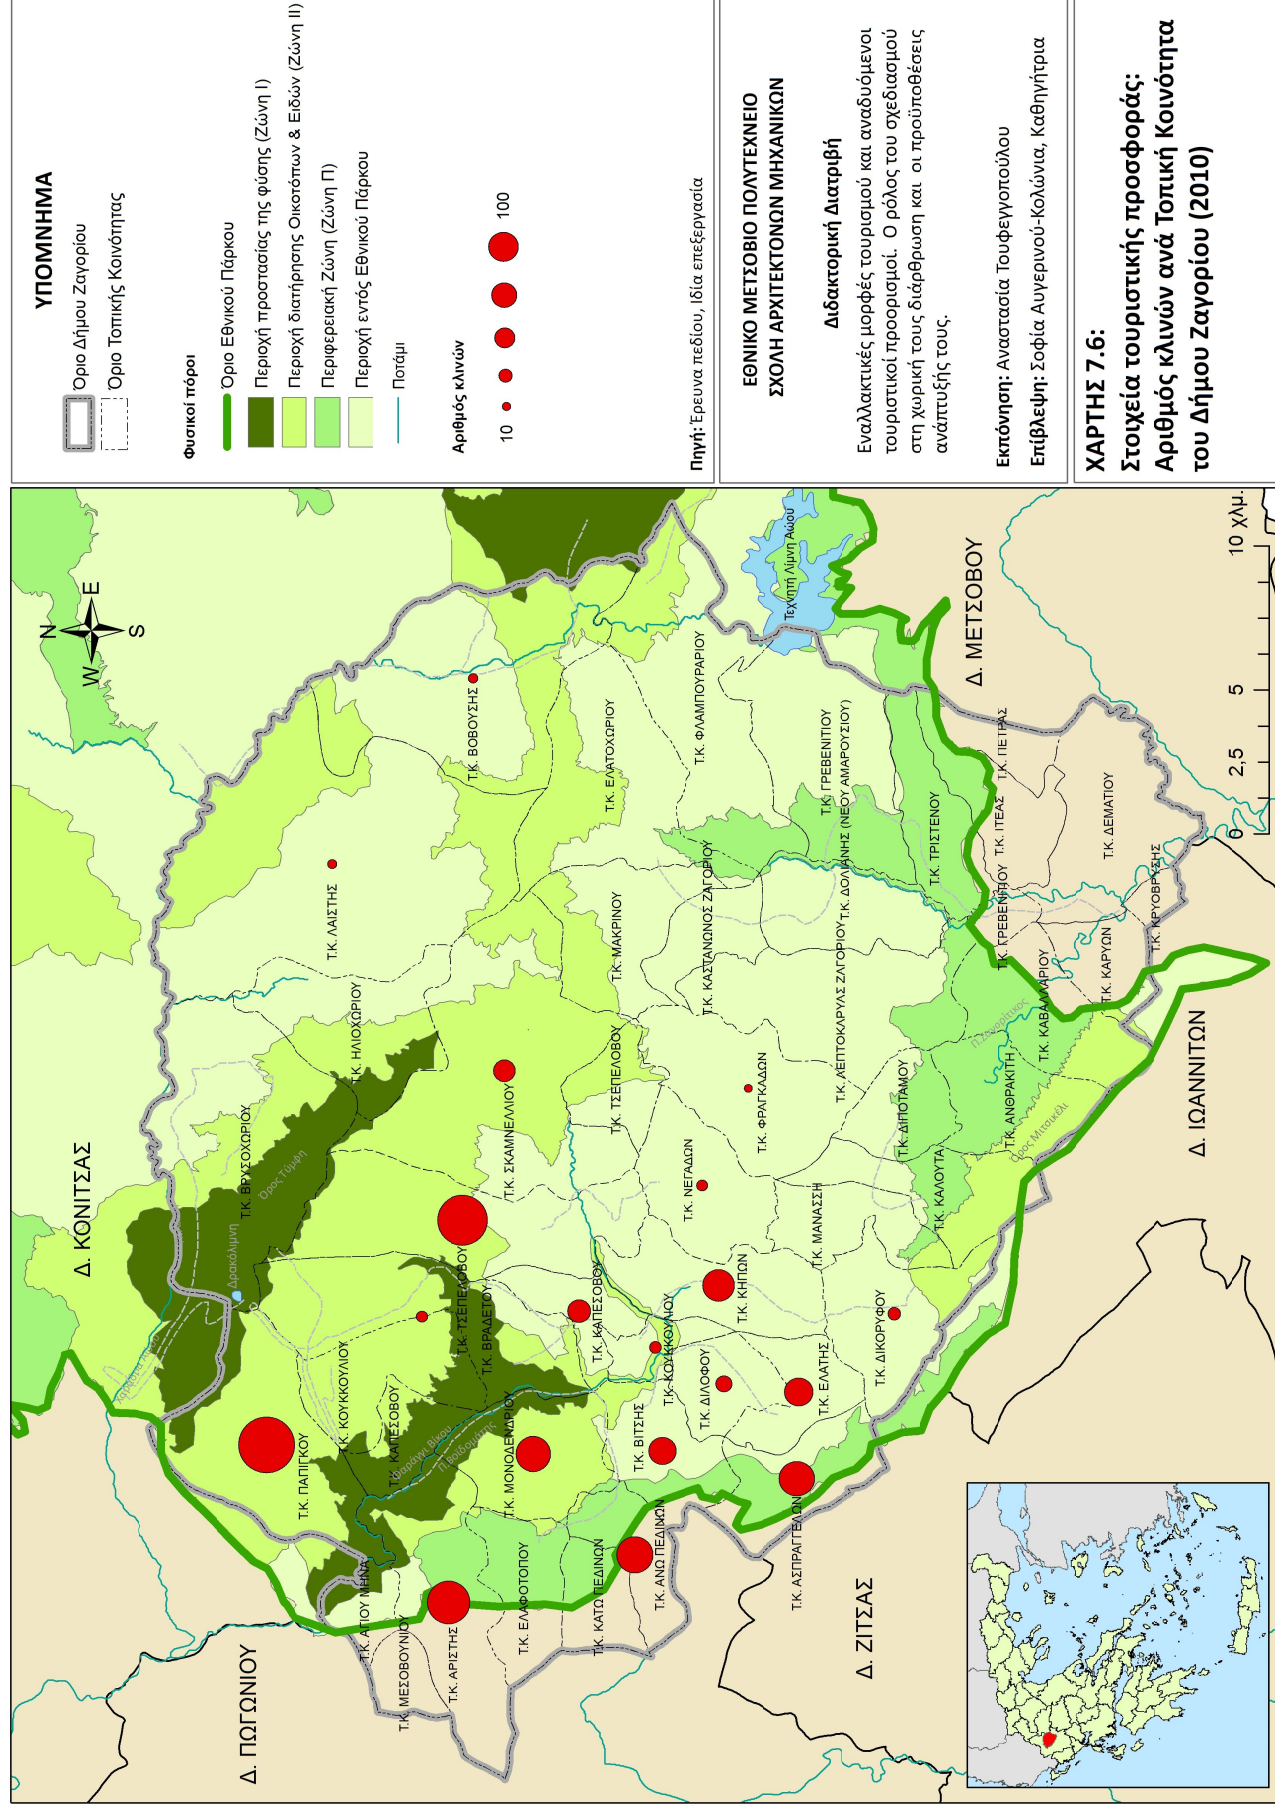 ΥΠΟΜΝΗΜΑ
Όριο Δήμου Ζαγορίου
Όριο Τοπικής Κοινότητας
Φυσικοί πόροι
Όριο Εθνικού Πάρκου
Περιοχή προστασίας της φύσης (Ζώνη Ι)
Περιοχή διατήρησης Οικοτόπων & Ειδών (Ζώνη ΙΙ)
Περιφερειακή Ζώνη (Ζώνη Π)
Περιοχή εντός Εθνικού Πάρκου
Ποτάμι
Αριθμός κλινών
10
100
Πηγή: Έρευνα πεδίου, Ιδία επεξεργασία
ΕΘΝΙΚΟ ΜΕΤΣΟΒΙΟ ΠΟΛΥΤΕΧΝΕΙΟ
ΣΧΟΛΗ ΑΡΧΙΤΕΚΤΟΝΩΝ ΜΗΧΑΝΙΚΩΝ
Διδακτορική Διατριβή
Εναλλακτικές μορφές τουρισμού και αναδυόμενοι
τουριστικοί προορισμοί. Ο ρόλος του σχεδιασμού
στη χωρική τους διάρθρωση και οι προϋποθέσεις
ανάπτυξής τους.
Εκπόνηση: Αναστασία Τουφεγγοπούλου
Επίβλεψη: Σοφία Αυγερινού-Κολώνια, Καθηγήτρια
ΧΑΡΤΗΣ 7.6:
Στοιχεία τουριστικής προσφοράς:
Αριθμός κλινών ανά Τοπική Κοινότητα
του Δήμου Ζαγορίου (2010)
N
W
E
S
Δ. ΚΟΝΙΤΣΑΣ
Δ. ΠΩΓΩΝΙΟΥ
Δ. ΖΙΤΣΑΣ
Δ. ΙΩΑΝΝΙΤΩΝ
Δ. ΜΕΤΣΟΒΟΥ
Τ.Κ. ΒΡΥΣΟΧΩΡΙΟΥ
Όρος Τύμφη
Δρακόλιμνη
Χαράδρα Αώου
Τ.Κ. ΠΑΠΙΓΚΟΥ
Τ.Κ. ΚΟΥΚΚΟΥΛΙΟΥ
Τ.Κ. ΚΑΠΕΣΟΒΟΥ
Τ.Κ. ΗΛΙΟΧΩΡΙΟΥ
Τ.Κ. ΛΑΙΣΤΗΣ
Τ.Κ. ΒΟΒΟΥΣΗΣ
Τ.Κ. ΑΓΙΟΥ ΜΗΝΑ
Τ.Κ. ΜΕΣΟΒΟΥΝΙΟΥ
Τ.Κ. ΑΡΙΣΤΗΣ
Φαράγγι Βίκου
Π. Βοϊδομάτης
Τ.Κ. ΤΣΕΠΕΛΟΒΟΥ
Τ.Κ. ΒΡΑΔΕΤΟΥ
Τ.Κ. ΣΚΑΜΝΕΛΛΙΟΥ
Τ.Κ. ΜΟΝΟΔΕΝΔΡΙΟΥ
Τ.Κ. ΕΛΑΦΟΤΟΠΟΥ
Τ.Κ. ΚΑΤΩ ΠΕΔΙΝΩΝ
Τ.Κ. ΚΑΠΕΣΟΒΟΥ
Τ.Κ. ΤΣΕΠΕΛΟΒΟΥ
Τ.Κ. ΜΑΚΡΙΝΟΥ
Τ.Κ. ΕΛΑΤΟΧΩΡΙΟΥ
Τ.Κ. ΒΙΤΣΗΣ
Τ.Κ. ΑΝΩ ΠΕΔΙΝΩΝ
Τ.Κ. ΚΟΥΚΚΟΥΛΙΟΥ
Τ.Κ. ΝΕΓΑΔΩΝ
Τ.Κ. ΚΑΣΤΑΝΩΝΟΣ ΖΑΓΟΡΙΟΥ
Τ.Κ. ΦΛΑΜΠΟΥΡΑΡΙΟΥ
Τ.Κ. ΔΙΛΟΦΟΥ
Τ.Κ. ΚΗΠΩΝ
Τ.Κ. ΦΡΑΓΚΑΔΩΝ
Τεχνητή Λίμνη Αώου
Τ.Κ. ΑΣΠΡΑΓΓΕΛΩΝ
Τ.Κ. ΕΛΑΤΗΣ
Τ.Κ. ΜΑΝΑΣΣΗ
Τ.Κ. ΛΕΠΤΟΚΑΡΥΑΣ ΖΑΓΟΡΙΟΥ
Τ.Κ. ΔΟΛΙΑΝΗΣ (ΝΕΟΥ ΑΜΑΡΟΥΣΙΟΥ)
Τ.Κ. ΓΡΕΒΕΝΙΤΙΟΥ
Τ.Κ. ΔΙΚΟΡΥΦΟΥ
Τ.Κ. ΔΙΠΟΤΑΜΟΥ
Τ.Κ. ΚΑΛΟΥΤΑ
Τ.Κ. ΤΡΙΣΤΕΝΟΥ
Π. Ζαγορίτικος
Τ.Κ. ΑΝΘΡΑΚΙΤΗ
Όρος Μιτσικέλι
Τ.Κ. ΓΡΕΒΕΝΙΤΙΟΥ
Τ.Κ. ΙΤΕΑΣ
Τ.Κ. ΠΕΤΡΑΣ
Τ.Κ. ΚΑΒΑΛΛΑΡΙΟΥ
Τ.Κ. ΚΑΡΥΩΝ
Τ.Κ. ΔΕΜΑΤΙΟΥ
Τ.Κ. ΚΡΥΟΒΡΥΣΗΣ
0 2,5 5 10 χλμ.